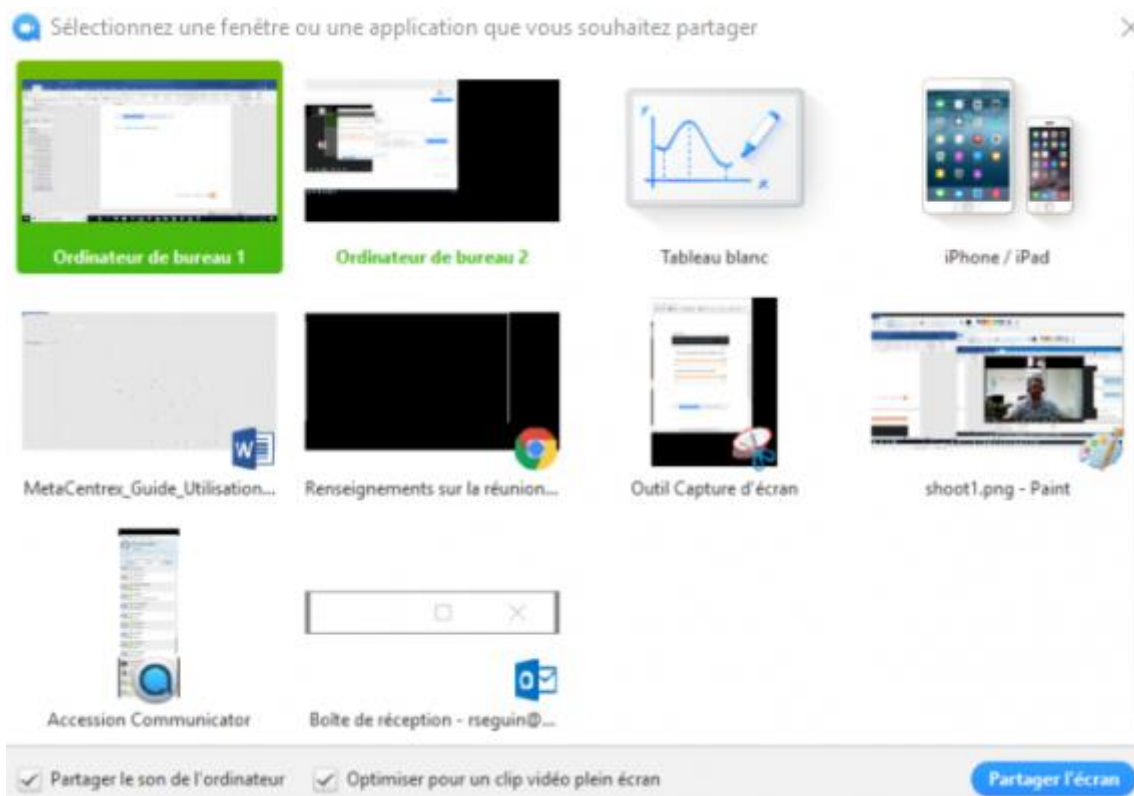 Sélectionnez une fenêtre ou une application que vous souhaitez partager
Ordinateur de bureau 1
Ordinateur de bureau 2
Tableau blanc
iPhone / iPad
MetaCentrex_Guide_Utilisation...
Renseignements sur la réunion...
Outil Capture d'écran
shoot1.png - Paint
Accession Communicator
Boîte de réception - rseguin@...
Partager le son de l'ordinateur
Optimiser pour un clip vidéo plein écran
Partager l'écran